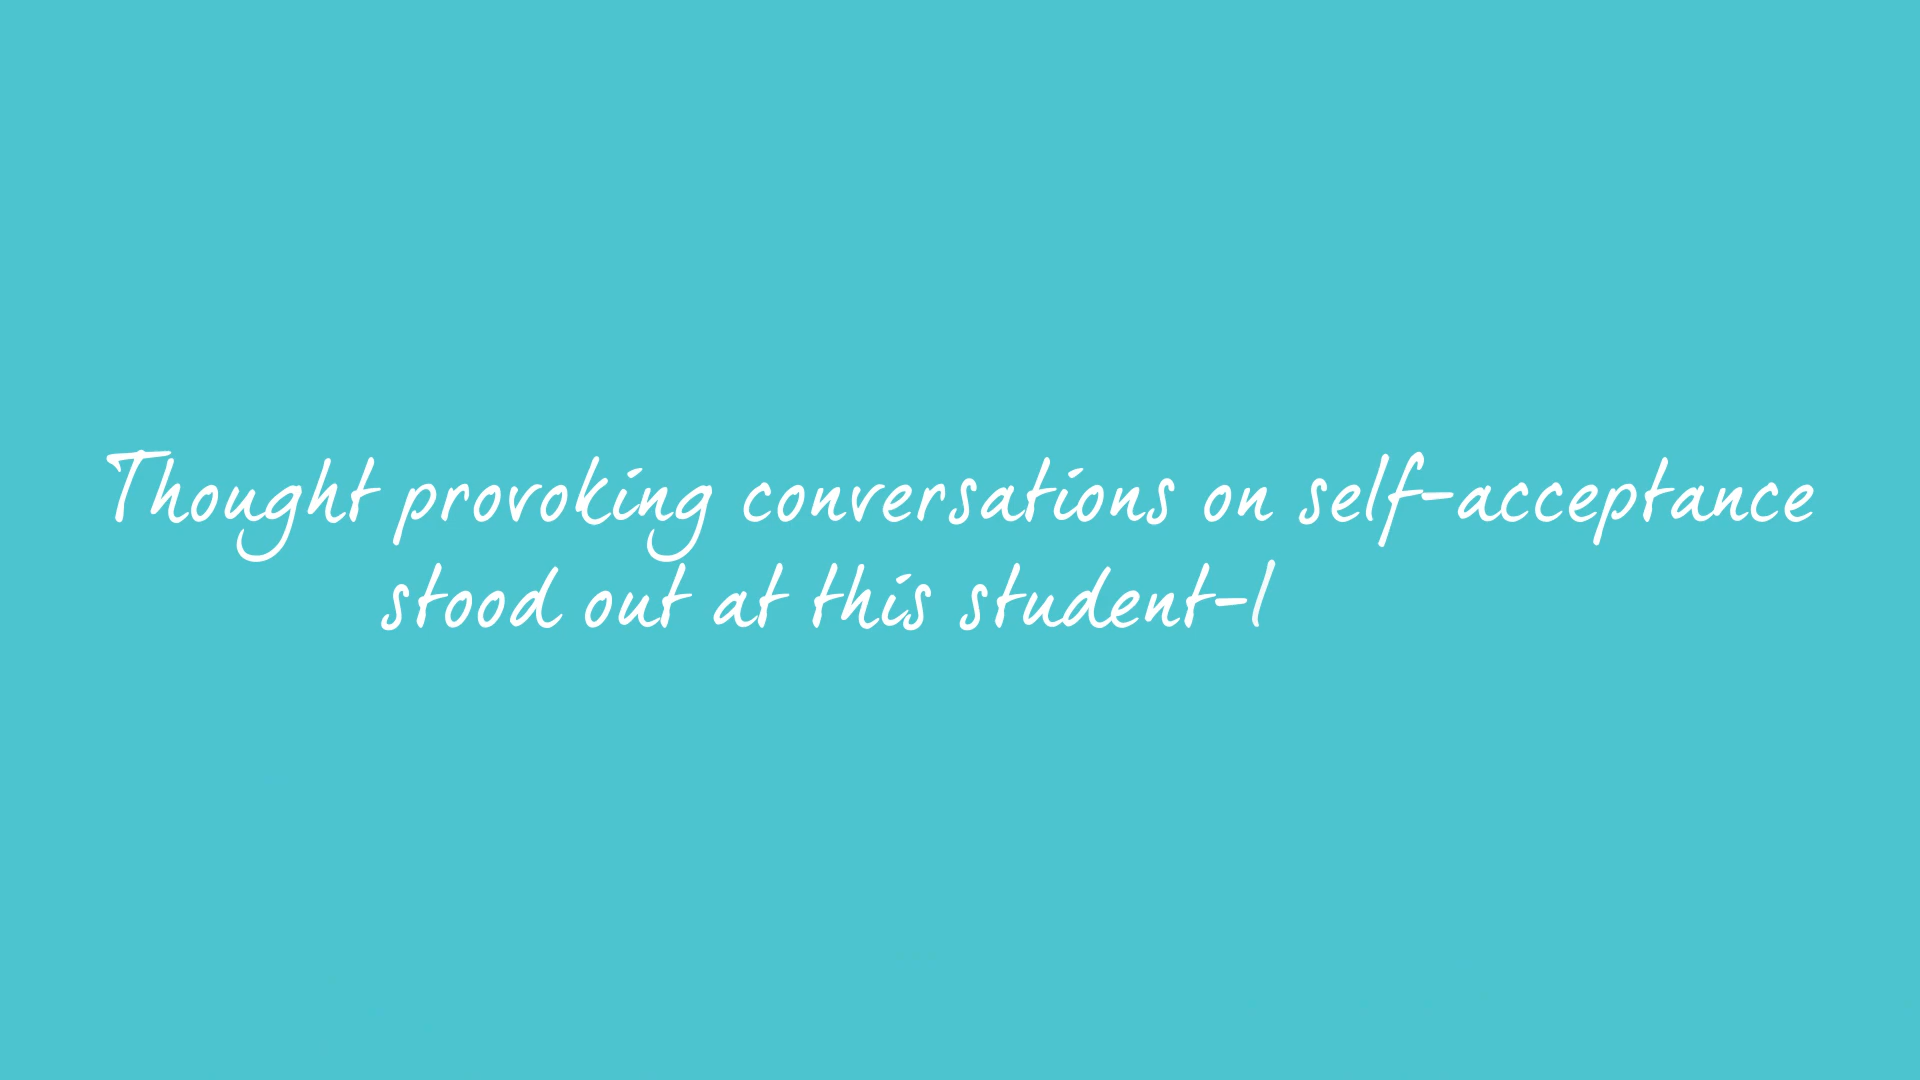 Thought provoking conversations on self-acceptance
stood out at this student-l